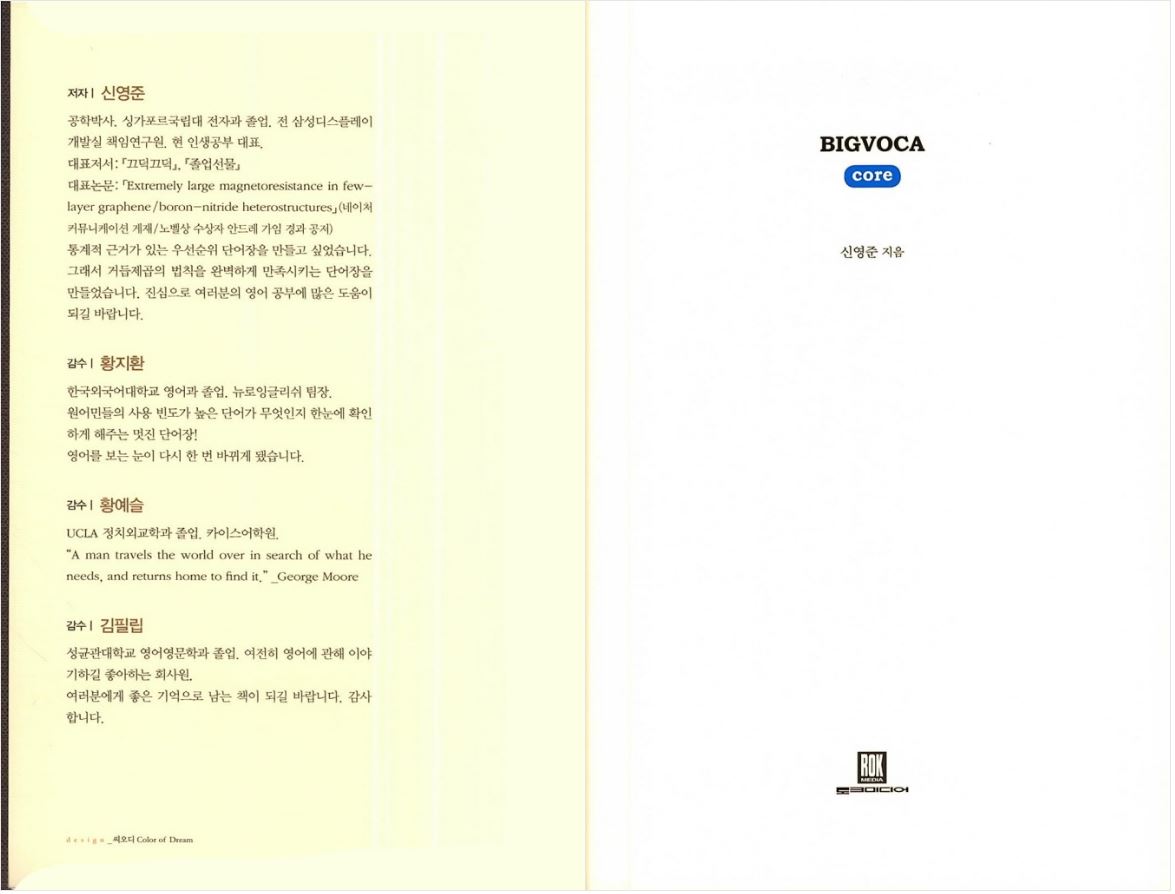 저자 | 신영준
공학박사. 싱가포르국립대 전자과 졸업. 전 삼성디스플레이
개발실 책임연구원. 현 인생공부 대표.
대표저서: 「끄덕끄덕」, 「졸업선물」
대표논문: 「Extremely large magnetoresistance in few-
layer graphene/boron-nitride heterostructures」(네이처
커뮤니케이션 게재/노벨상 수상자 안드레 가임 경과 공저)
통계적 근거가 있는 우선순위 단어장을 만들고 싶었습니다.
그래서 거듭제곱의 법칙을 완벽하게 만족시키는 단어장을
만들었습니다. 진심으로 여러분의 영어 공부에 많은 도움이
되길 바랍니다.
감수 | 황지환
한국외국어대학교 영어과 졸업. 뉴로잉글리쉬 팀장.
원어민들의 사용 빈도가 높은 단어가 무엇인지 한눈에 확인
하게 해주는 멋진 단어장!
영어를 보는 눈이 다시 한 번 바뀌게 됐습니다.
감수 | 황예슬
UCLA 정치외교학과 졸업. 카이스어학원.
"A man travels the world over in search of what he
needs, and returns home to find it." _George Moore
감수 | 김필립
성균관대학교 영어영문학과 졸업. 여전히 영어에 관해 이야
기하길 좋아하는 회사원.
여러분에게 좋은 기억으로 남는 책이 되길 바랍니다. 감사
합니다.
design_써오디 Color of Dream
BIGVOCA
core
신영준 지음
ROK
MEDIA
로크미디어